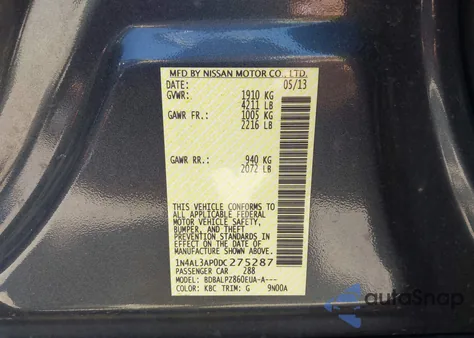 MFD BY NISSAN MOTOR CO., LTD.
DATE: 05/13
GVWR: 1910 KG
4211 LB
GAWR FR.: 1005 KG
2216 LB
GAWR RR.: 940 KG
2072 LB
THIS VEHICLE CONFORMS TO
ALL APPLICABLE FEDERAL
MOTOR VEHICLE SAFETY,
BUMPER, AND THEFT
PREVENTION STANDARDS IN
EFFECT ON THE DATE OF
MANUFACTURE SHOWN ABOVE.
1N4AL3AP0DC275287
PASSENGER CAR 288
MODEL: BDBALPZ86OEUA-A---
COLOR: KBC TRIM: G 9N00A
autoSnap